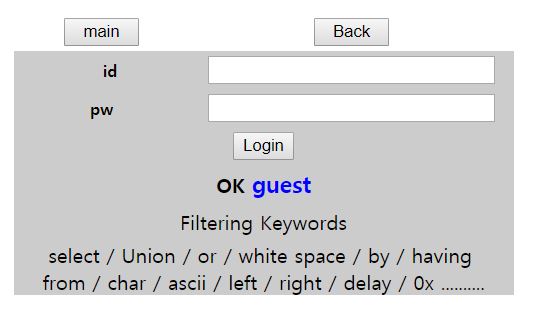 main Back
id
pw
Login
OK guest
Filtering Keywords
select / Union / or / white space / by / having
from / char / ascii / left / right / delay / 0x ..........